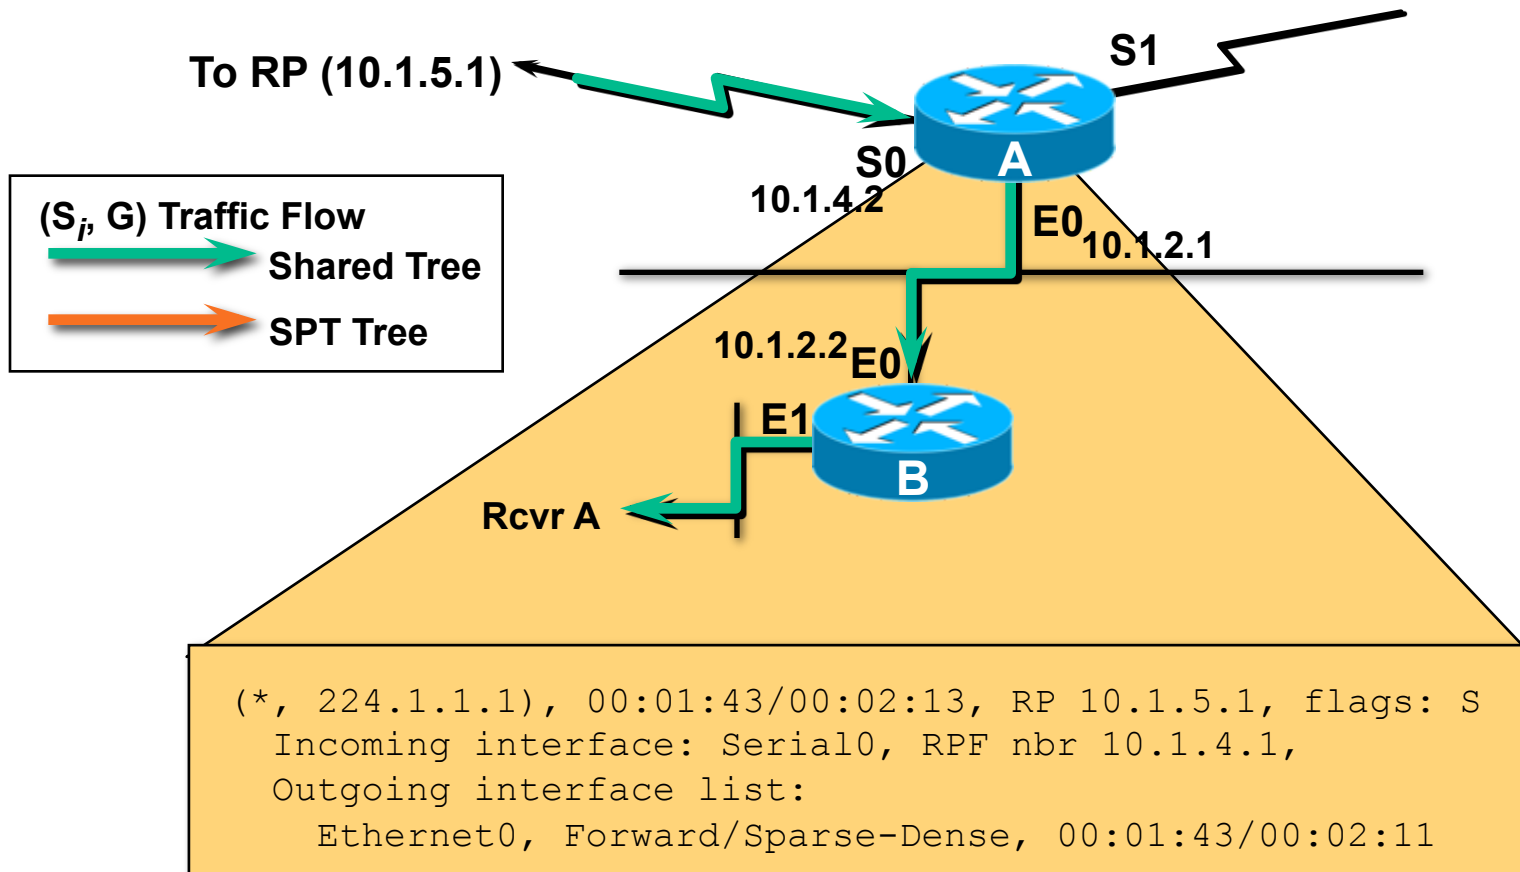 To RP (10.1.5.1)
S1
A
S0
10.1.4.2
E0
10.1.2.1
(Si, G) Traffic Flow
Shared Tree
SPT Tree
10.1.2.2
E0
E1
B
Rcvr A
(*, 224.1.1.1), 00:01:43/00:02:13, RP 10.1.5.1, flags: S
Incoming interface: Serial0, RPF nbr 10.1.4.1,
Outgoing interface list:
Ethernet0, Forward/Sparse-Dense, 00:01:43/00:02:11